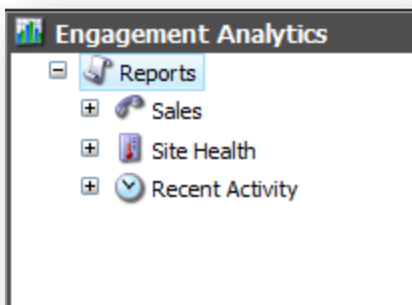 Engagement Analytics
Reports
Sales
Site Health
Recent Activity